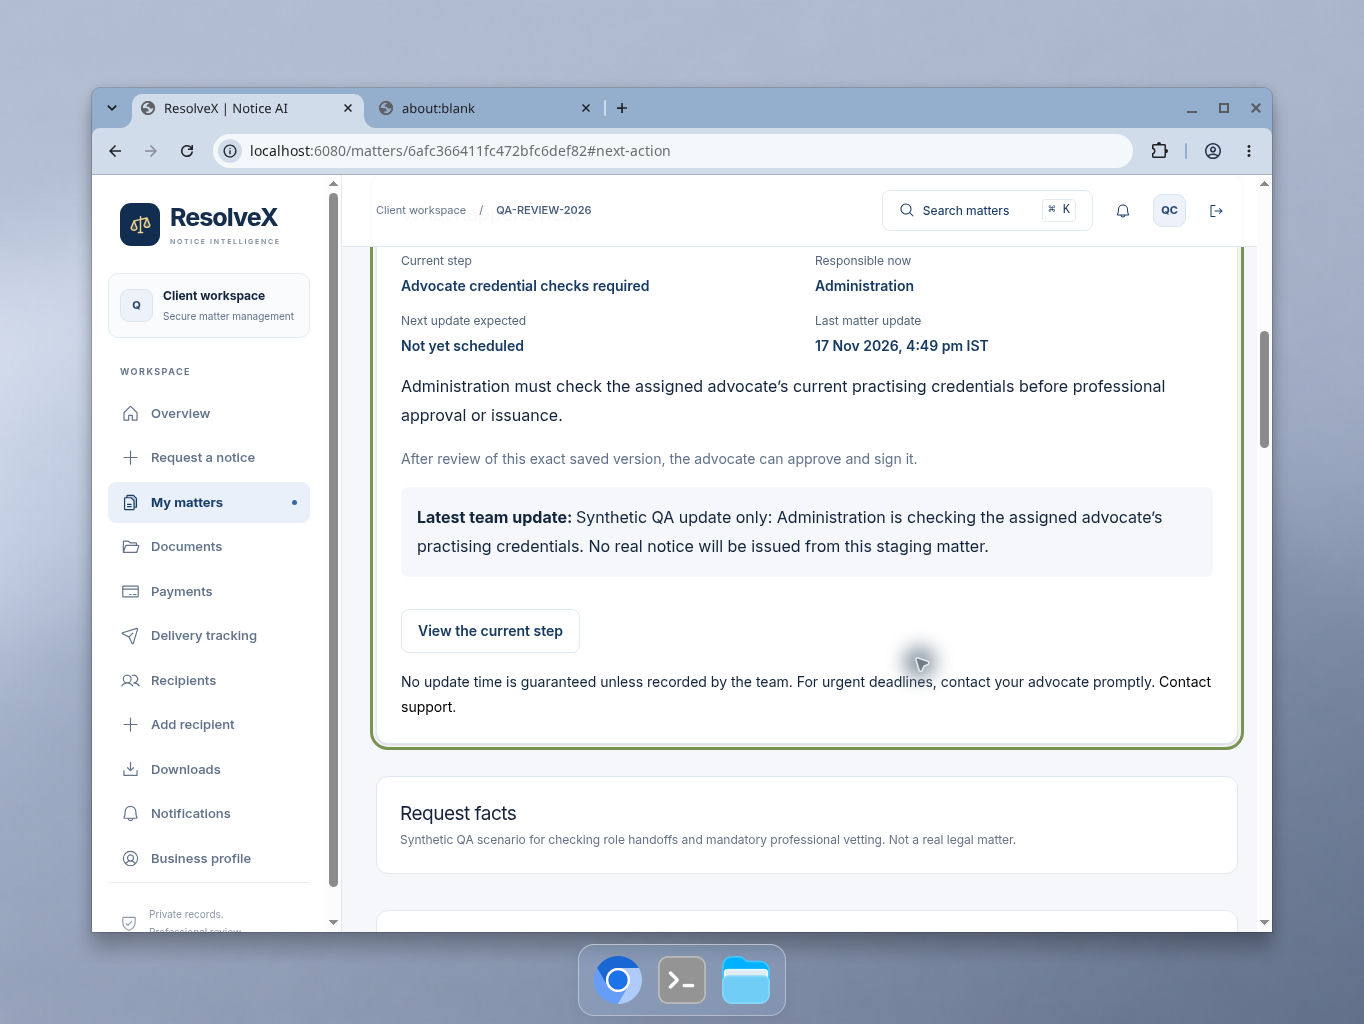 ResolveX | Notice AI
about:blank
localhost:6080/matters/6afc366411fc472bfc6def82#next-action
ResolveX
NOTICE INTELLIGENCE
Q
Client workspace
Secure matter management
WORKSPACE
Overview
Request a notice
My matters
Documents
Payments
Delivery tracking
Recipients
Add recipient
Downloads
Notifications
Business profile
Private records.
Professional review
Client workspace / QA-REVIEW-2026
Search matters ⌘ K
QC
Current step
Advocate credential checks required
Responsible now
Administration
Next update expected
Not yet scheduled
Last matter update
17 Nov 2026, 4:49 pm IST
Administration must check the assigned advocate’s current practising credentials before professional
approval or issuance.
After review of this exact saved version, the advocate can approve and sign it.
Latest team update: Synthetic QA update only: Administration is checking the assigned advocate’s
practising credentials. No real notice will be issued from this staging matter.
View the current step
No update time is guaranteed unless recorded by the team. For urgent deadlines, contact your advocate promptly. Contact
support.
Request facts
Synthetic QA scenario for checking role handoffs and mandatory professional vetting. Not a real legal matter.